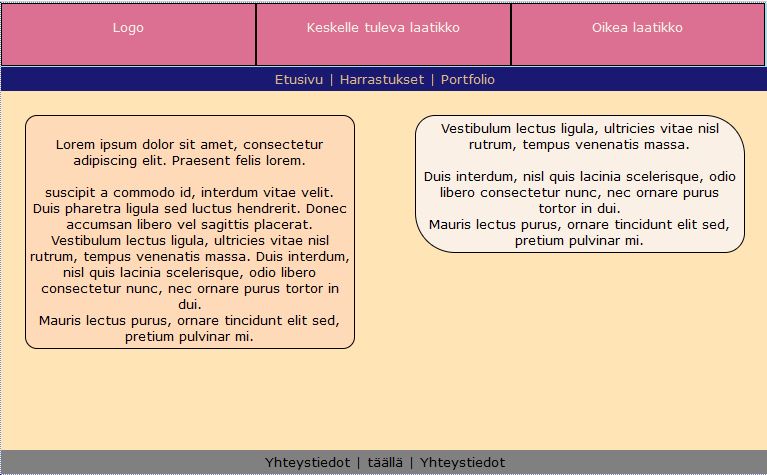 Logo
Keskelle tuleva laatikko
Oikea laatikko
Etusivu | Harrastukset | Portfolio
Lorem ipsum dolor sit amet, consectetur
adipiscing elit. Praesent felis lorem.
suscipit a commodo id, interdum vitae velit.
Duis pharetra ligula sed luctus hendrerit. Donec
accumsan libero vel sagittis placerat.
Vestibulum lectus ligula, ultricies vitae nisl
rutrum, tempus venenatis massa. Duis interdum,
nisl quis lacinia scelerisque, odio libero
consectetur nunc, nec ornare purus tortor in
dui.
Mauris lectus purus, ornare tincidunt elit sed,
pretium pulvinar mi.
Vestibulum lectus ligula, ultricies vitae nisl
rutrum, tempus venenatis massa.
Duis interdum, nisl quis lacinia scelerisque, odio
libero consectetur nunc, nec ornare purus
tortor in dui.
Mauris lectus purus, ornare tincidunt elit sed,
pretium pulvinar mi.
Yhteystiedot | täällä | Yhteystiedot